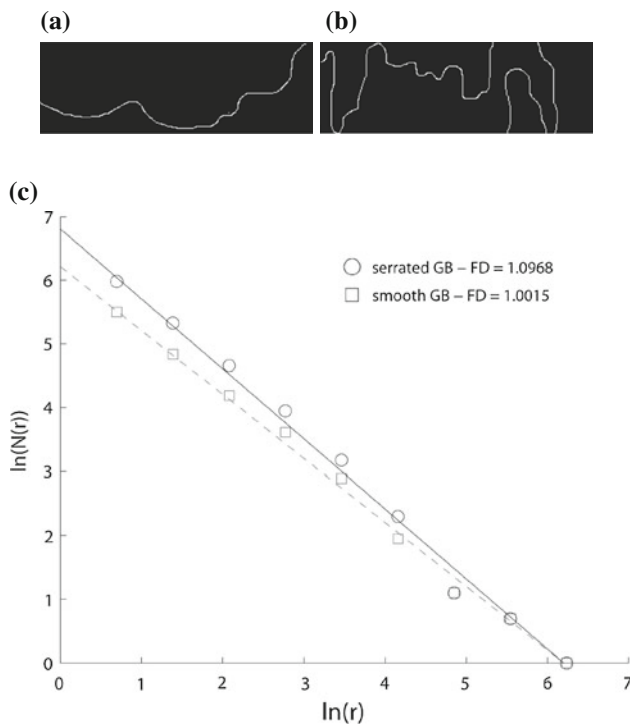 (a) (b)
(c)
7
6
5
4
3
2
1
0
ln(N(r))
serrated GB – FD = 1.0968
smooth GB – FD = 1.0015
0 1 2 3 4 5 6 7
ln(r)